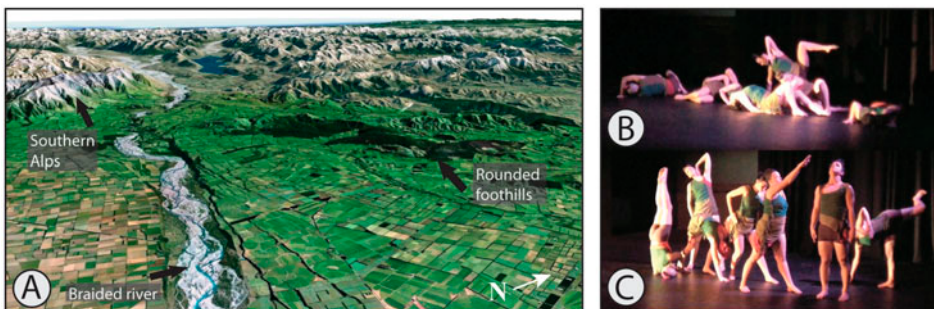 Southern
Alps
Rounded
foothills
Braided river
N
A
B
C